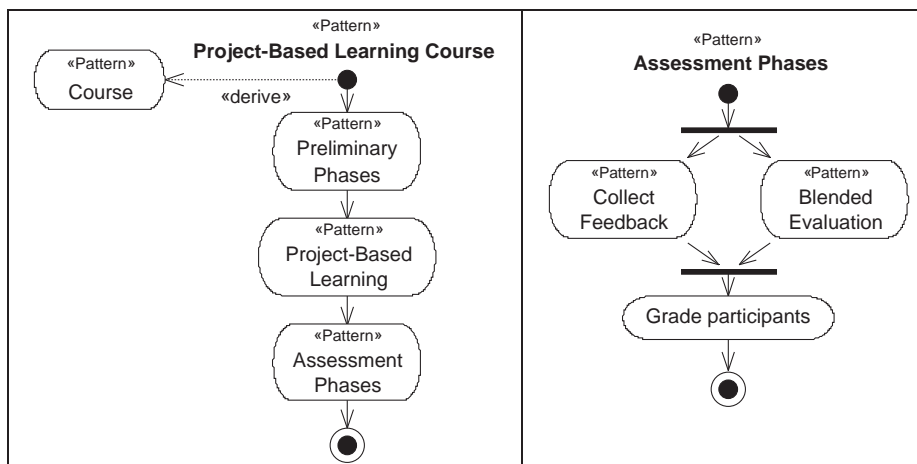 «Pattern»
Project-Based Learning Course
«Pattern»
Course
«derive»
«Pattern»
Preliminary
Phases
«Pattern»
Project-Based
Learning
«Pattern»
Assessment
Phases
«Pattern»
Assessment Phases
«Pattern»
Collect
Feedback
«Pattern»
Blended
Evaluation
Grade participants